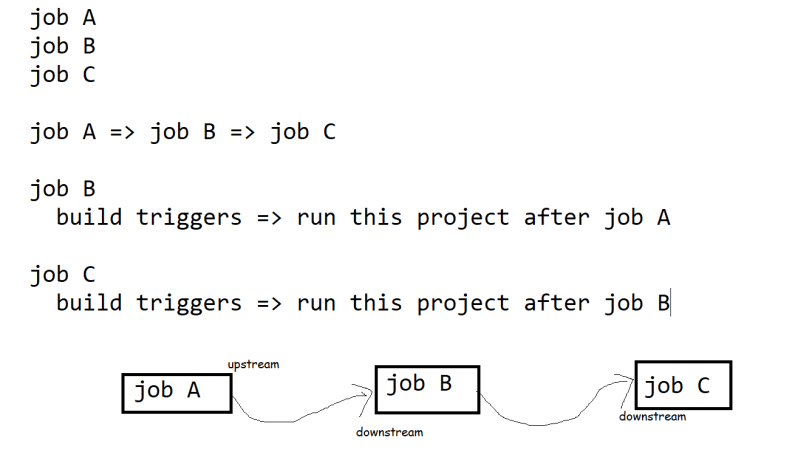 job A
job B
job C
job A => job B => job C
job B
build triggers => run this project after job A
job C
build triggers => run this project after job B
upstream
job A
job B
job C
downstream
downstream